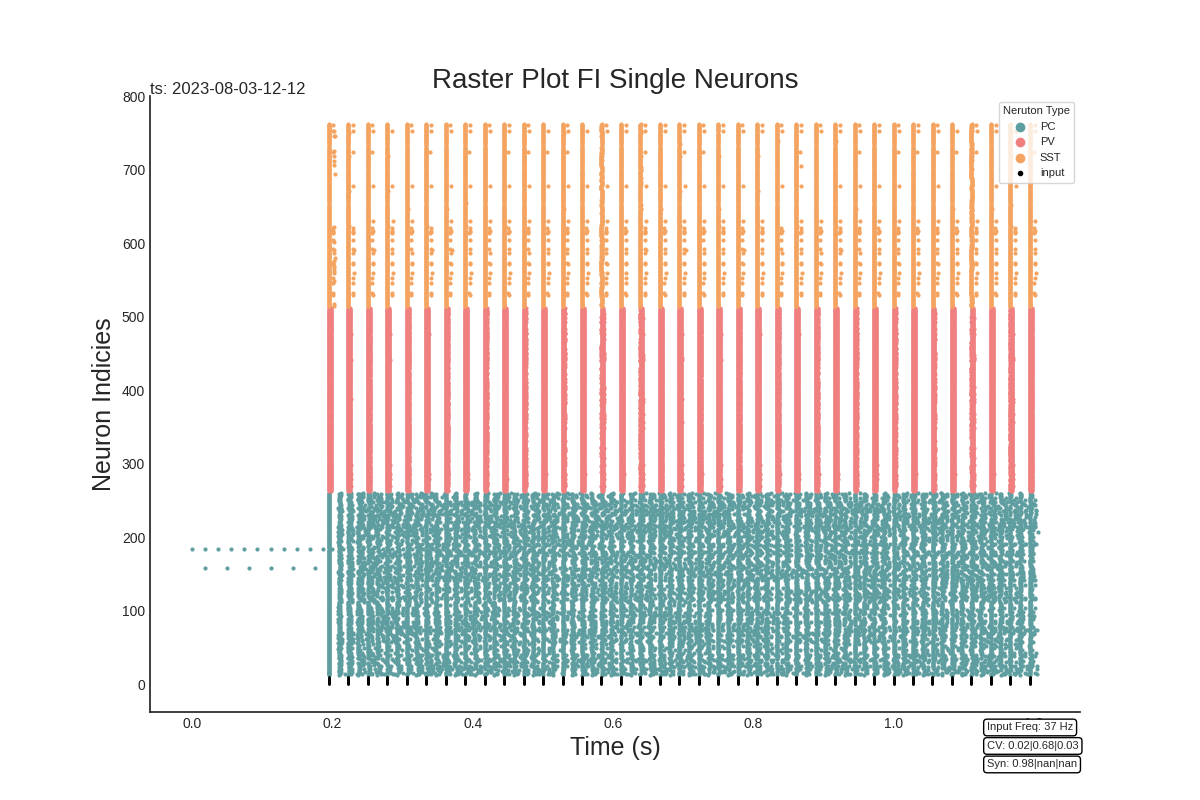 Raster Plot FI Single Neurons
ts: 2023-08-03-12-12
800
700
600
500
400
300
200
100
0
Neuron Indicies
Neruton Type
PC
PV
SST
input
0.0
0.2
0.4
0.6
0.8
1.0
Time (s)
Input Freq: 37 Hz
CV: 0.02|0.68|0.03
Syn: 0.98|nan|nan